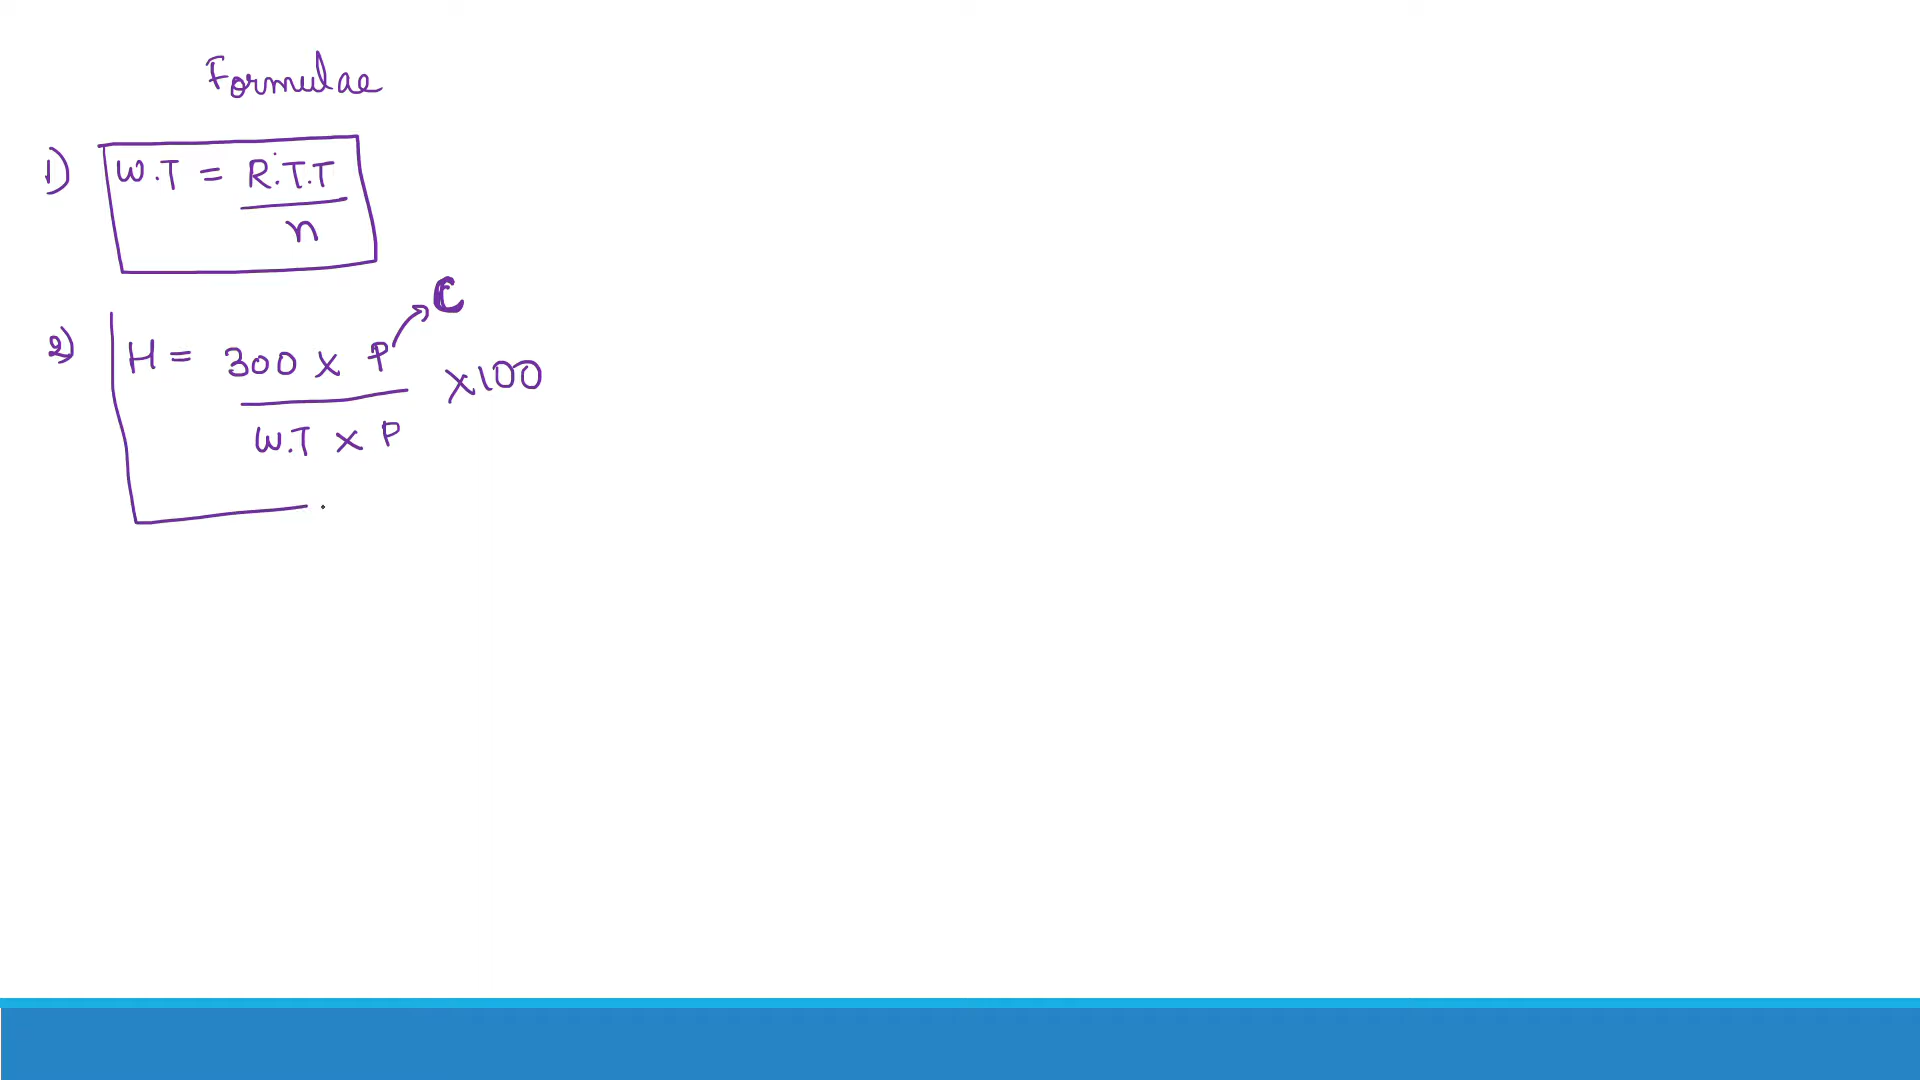 Formulae
1) W.T = R.T.T / n
C
2) H = 300 x P / W.T x P x100